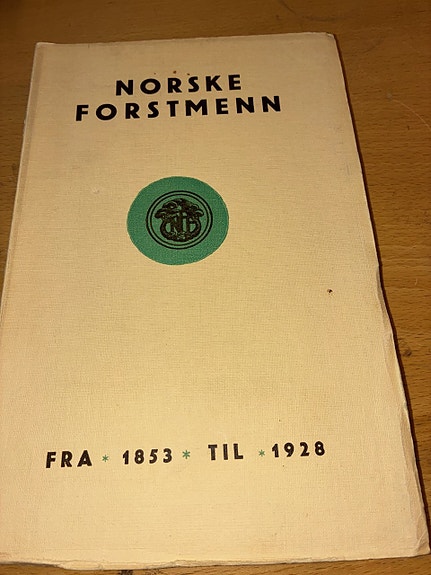 NORSKE
FORSTMENN
FRA * 1853 * TIL * 1928